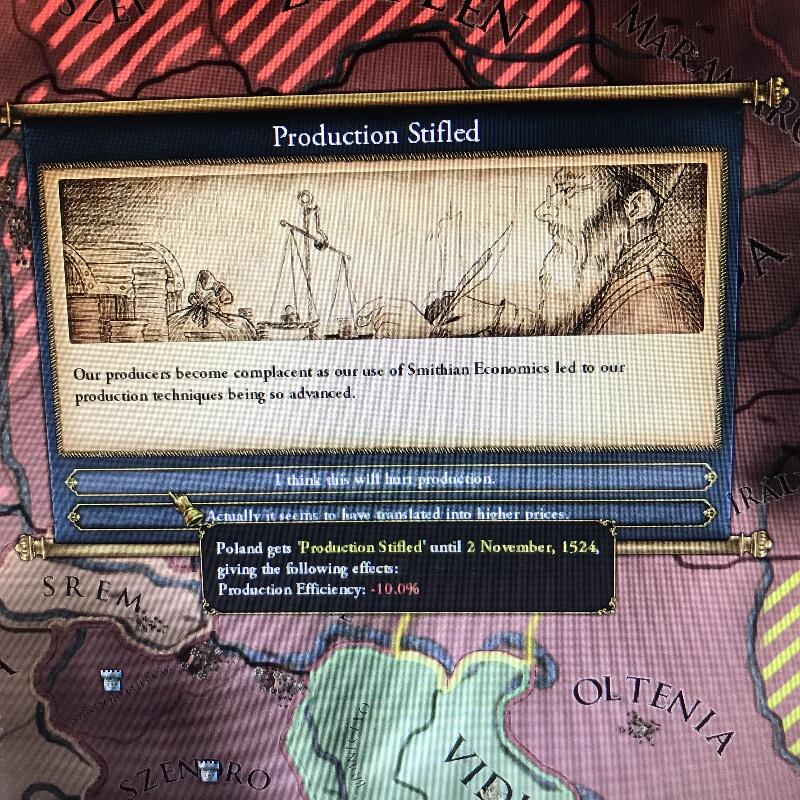 Production Stifled
Our producers become complacent as our use of Smithian Economics led to our
production techniques being so advanced.
I think this will hurt production.
Actually it seems to have translated into higher prices.
Poland gets 'Production Stifled' until 2 November, 1524,
giving the following effects:
Production Efficiency: -10.0%
SREM
OLTENIA